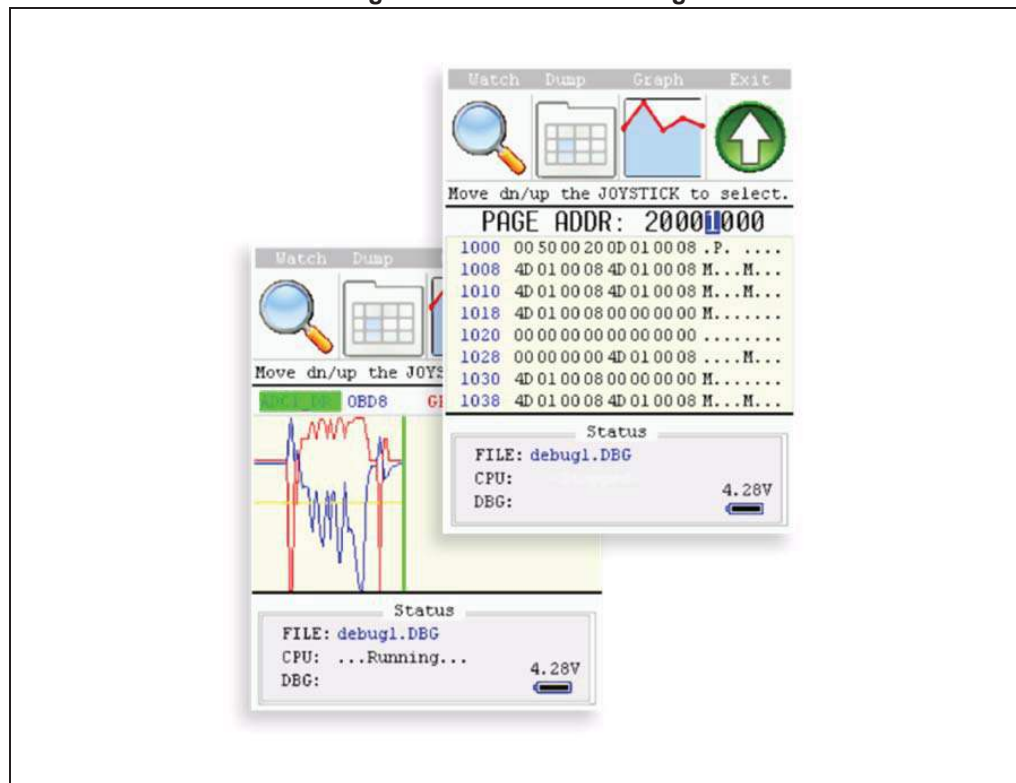 Watch Dump Graph Exit
Move dn/up the JOYSTICK to select.
PAGE ADDR: 20001000
1000 00 50 00 20 0D 01 00 08 .P. ....
1008 4D 01 00 08 4D 01 00 08 M...M...
1010 4D 01 00 08 4D 01 00 08 M...M...
1018 4D 01 00 08 00 00 00 00 M.......
1020 00 00 00 00 00 00 00 00 ........
1028 00 00 00 00 4D 01 00 08 ....M...
1030 4D 01 00 08 00 00 00 00 M.......
1038 4D 01 00 08 4D 01 00 08 M...M...
Status
FILE: debug1.DBG
CPU:
DBG:
4.28V
Watch Dump
Move dn/up the JOYS
ADC1_DR OBD8
Status
FILE: debug1.DBG
CPU: ...Running...
DBG:
4.28V